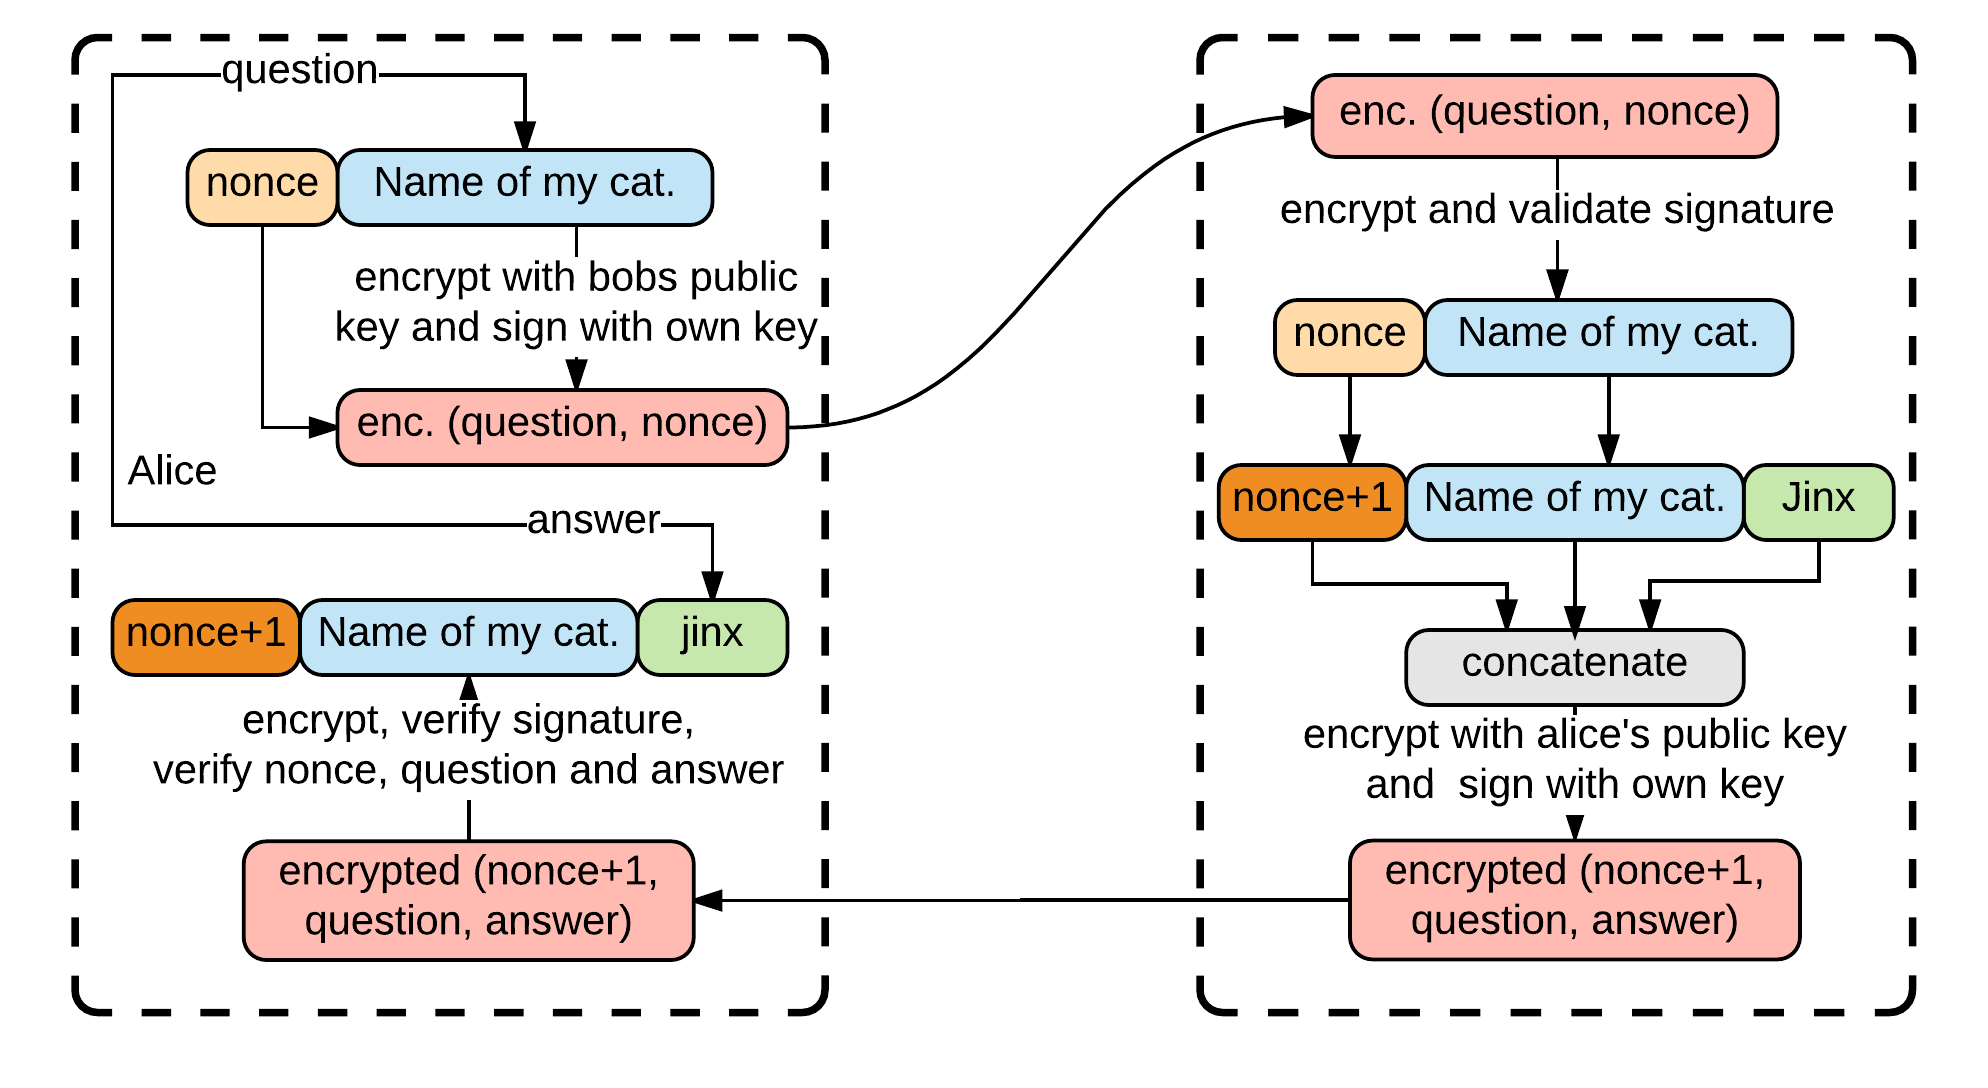 question
nonce
Name of my cat.
encrypt with bobs public
key and sign with own key
enc. (question, nonce)
Alice
answer
nonce+1
Name of my cat.
jinx
encrypt, verify signature,
verify nonce, question and answer
encrypted (nonce+1,
question, answer)
enc. (question, nonce)
encrypt and validate signature
nonce
Name of my cat.
nonce+1
Name of my cat.
Jinx
concatenate
encrypt with alice's public key
and  sign with own key
encrypted (nonce+1,
question, answer)